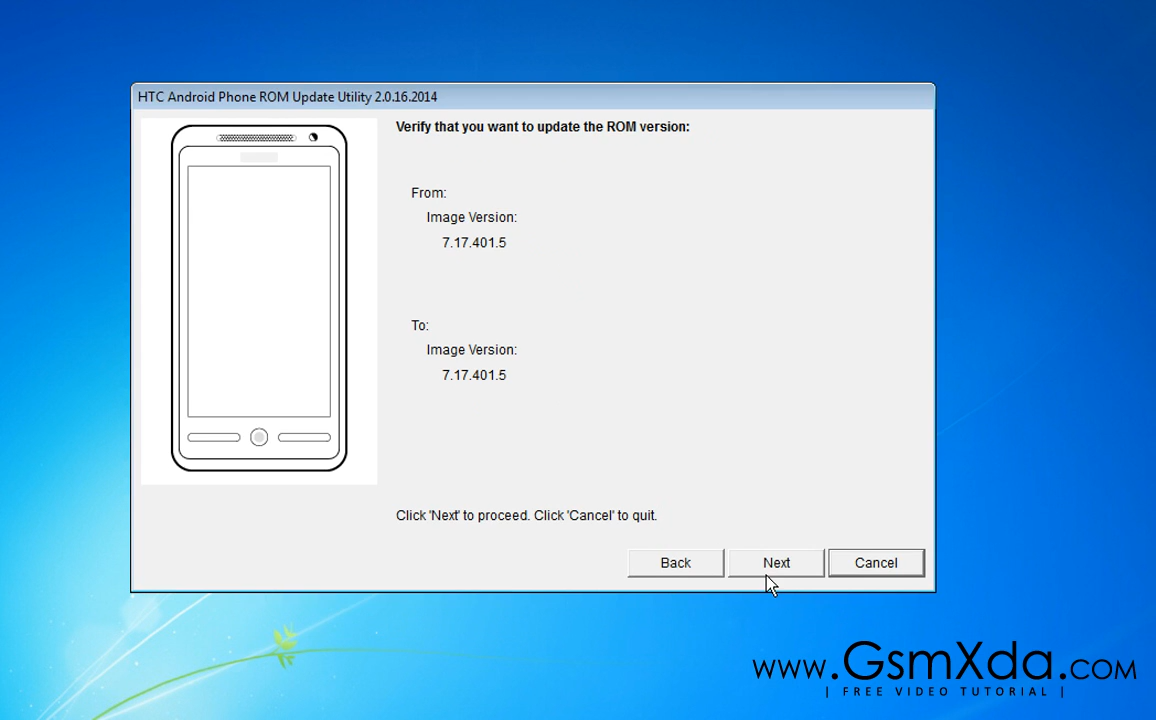 HTC Android Phone ROM Update Utility 2.0.16.2014
Verify that you want to update the ROM version:
From:
Image Version:
7.17.401.5
To:
Image Version:
7.17.401.5
Click 'Next' to proceed. Click 'Cancel' to quit.
Back Next Cancel
www.GsmXda.com
| FREE VIDEO TUTORIAL |